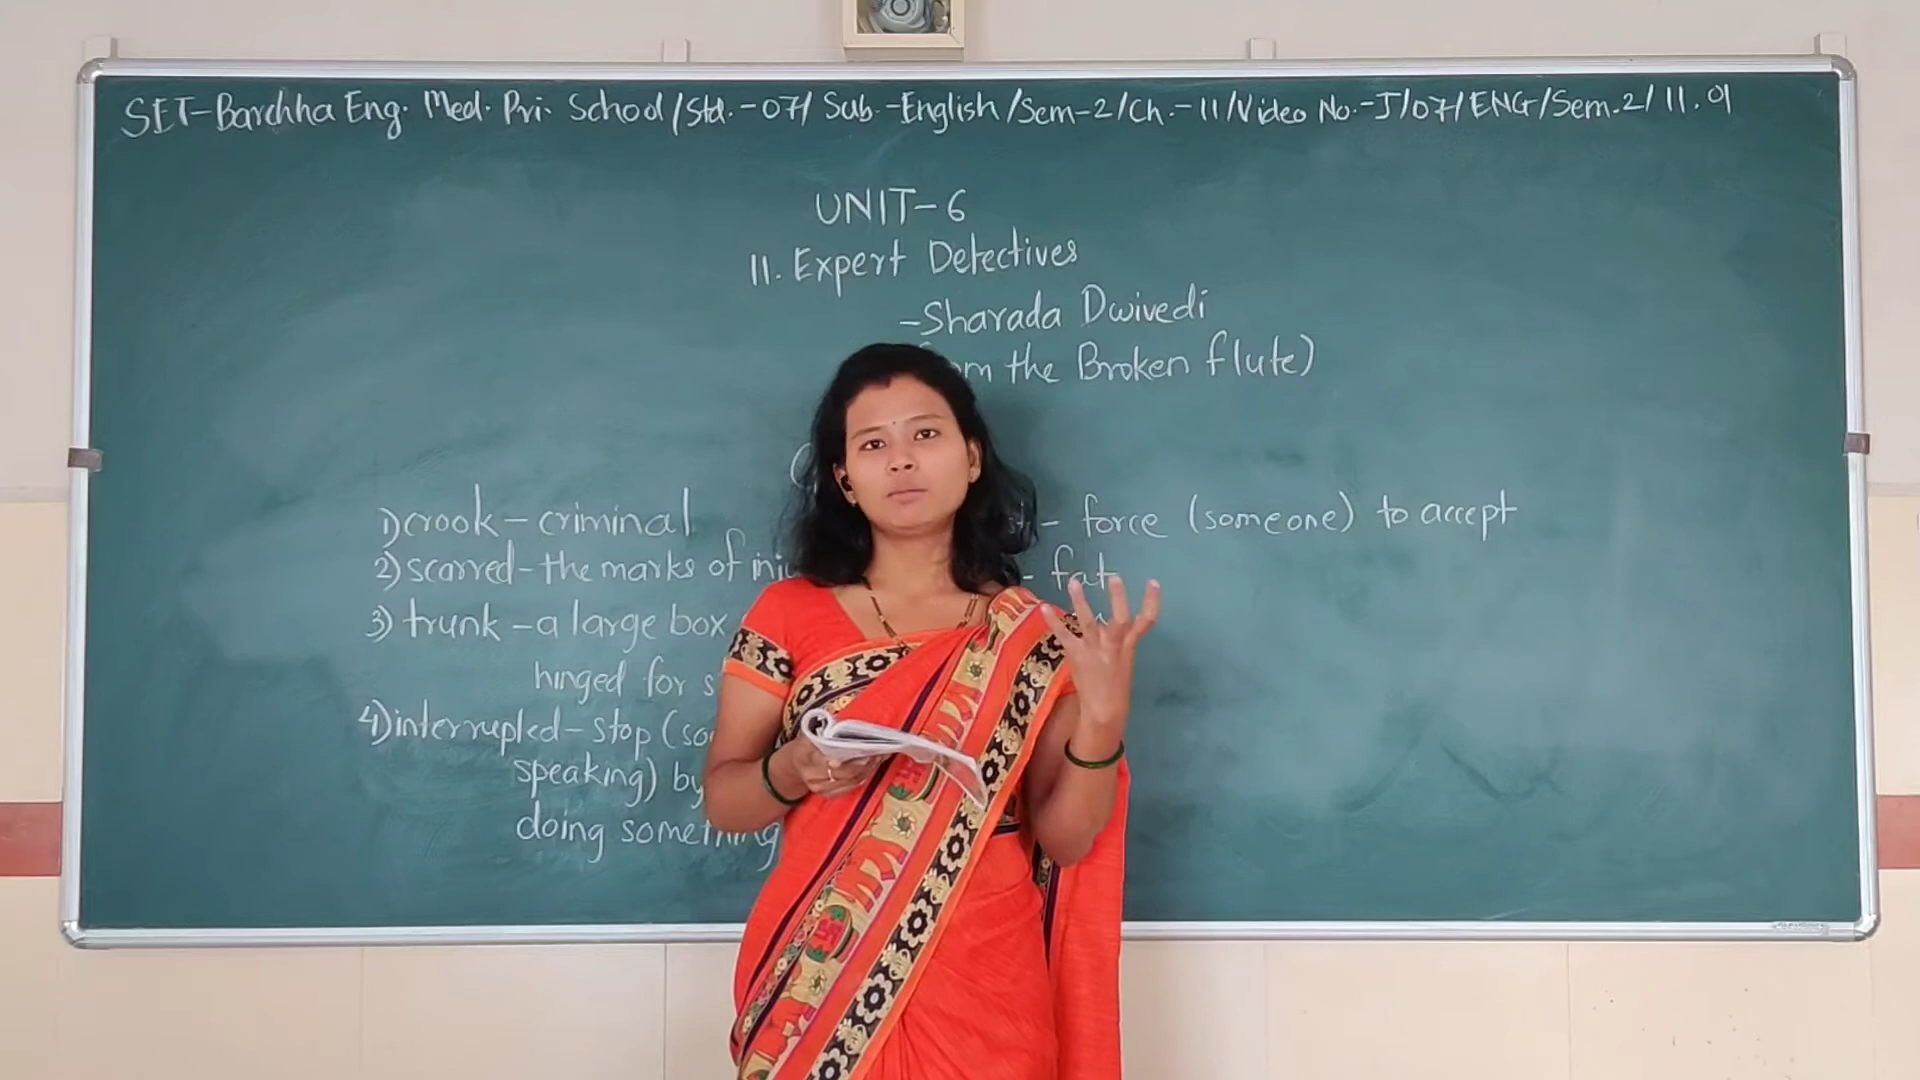 SET-Barchha Eng. Med. Pri. School/Std.-07/ Sub.-English/Sem-2/Ch.-11/Video No.-J/07/ENG/Sem.2/11.01
UNIT-6
11. Expert Detectives
-Sharada Dwivedi
the Broken flute)
1) crook - criminal
- force (someone) to accept
2) scarred - the marks of
- fat
3) trunk - a large box
hinged for
4) interrupted - stop
speaking) by
doing something